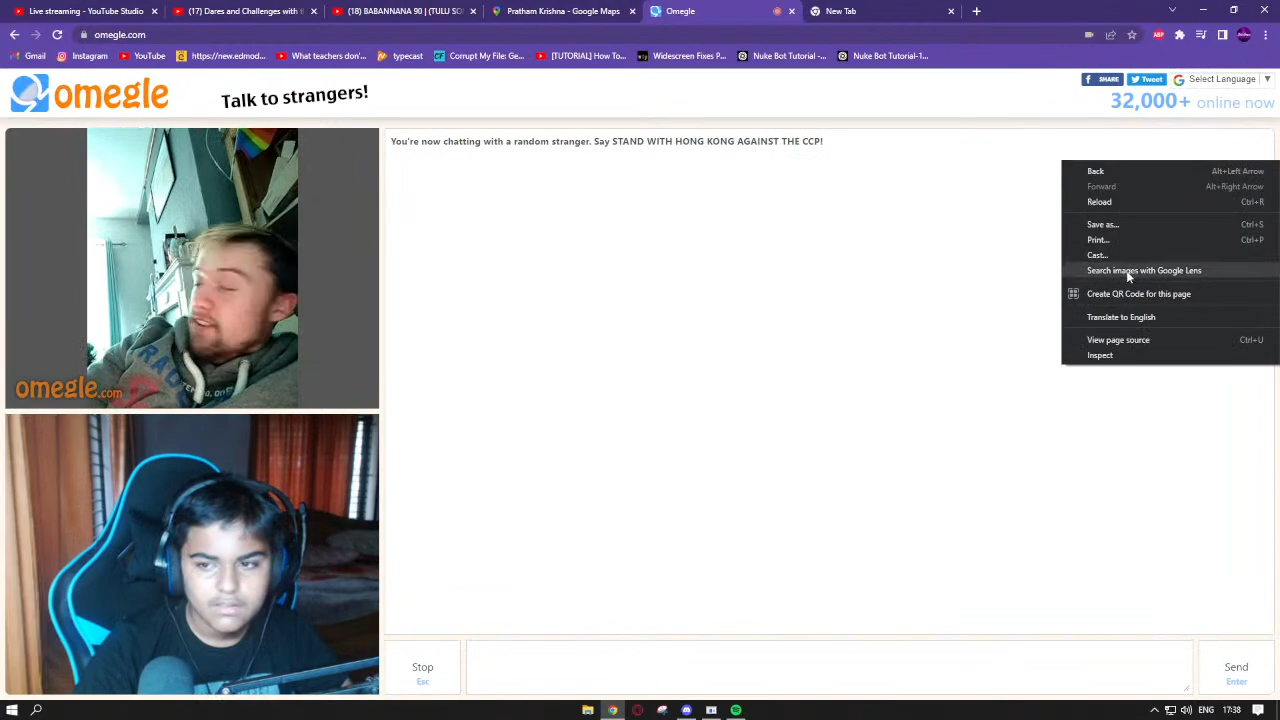 Live streaming - YouTube Studio
(17) Dares and Challenges with t
(18) BABANNANA 90 | (TULU SO
Pratham Krishna - Google Maps
Omegle
New Tab
omegle.com
Gmail
Instagram
YouTube
https://new.edmod...
What teachers don'...
typecast
Corrupt My File: Ge...
[TUTORIAL] How To...
Widescreen Fixes P...
Nuke Bot Tutorial -...
Nuke Bot Tutorial-1...
omegle
Talk to strangers!
SHARE
Tweet
Select Language
32,000+ online now
You're now chatting with a random stranger. Say STAND WITH HONG KONG AGAINST THE CCP!
Back Alt+Left Arrow
Forward Alt+Right Arrow
Reload Ctrl+R
Save as... Ctrl+S
Print... Ctrl+P
Cast...
Search images with Google Lens
Create QR Code for this page
Translate to English
View page source Ctrl+U
Inspect
omegle.com
Stop
Esc
Send
Enter
ENG
17:38